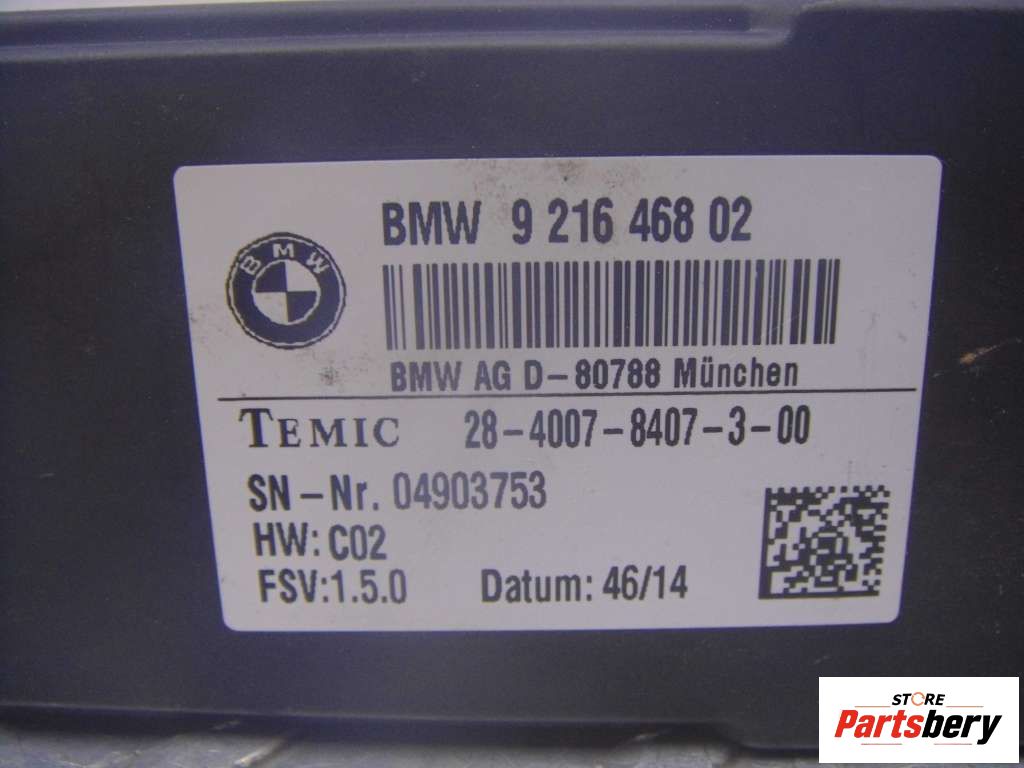 BMW 9 216 468 02
BMW
BMW AG D-80788 München
TEMIC 28-4007-8407-3-00
SN-Nr. 04903753
HW: C02
FSV:1.5.0 Datum: 46/14
STORE
Partsbery